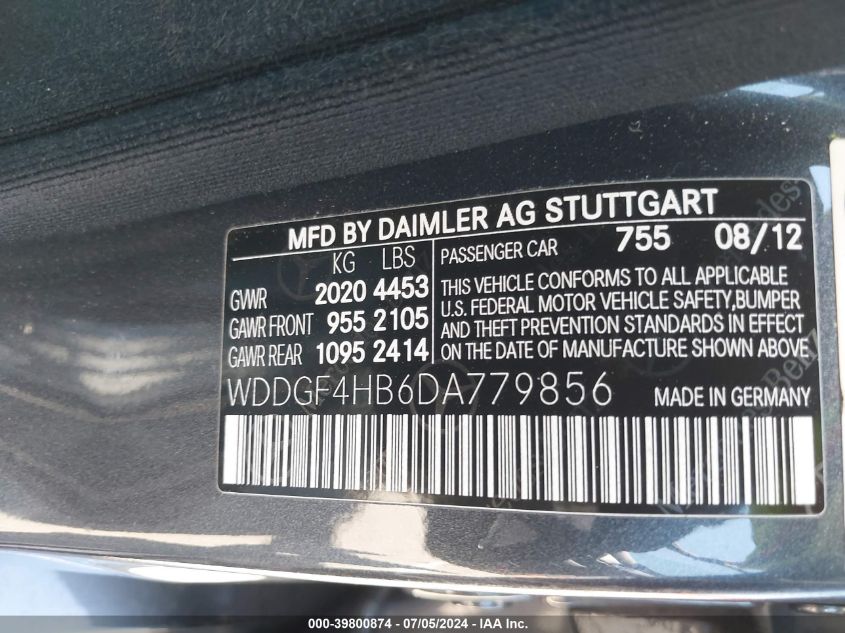 MFD BY DAIMLER AG STUTTGART
KG LBS
GVWR 2020 4453
GAWR FRONT 955 2105
GAWR REAR 1095 2414
PASSENGER CAR 755 08/12
THIS VEHICLE CONFORMS TO ALL APPLICABLE
U.S. FEDERAL MOTOR VEHICLE SAFETY,BUMPER
AND THEFT PREVENTION STANDARDS IN EFFECT
ON THE DATE OF MANUFACTURE SHOWN ABOVE
WDDGF4HB6DA779856 MADE IN GERMANY
000-39800874 / 07/05/2024 - IAA Inc.